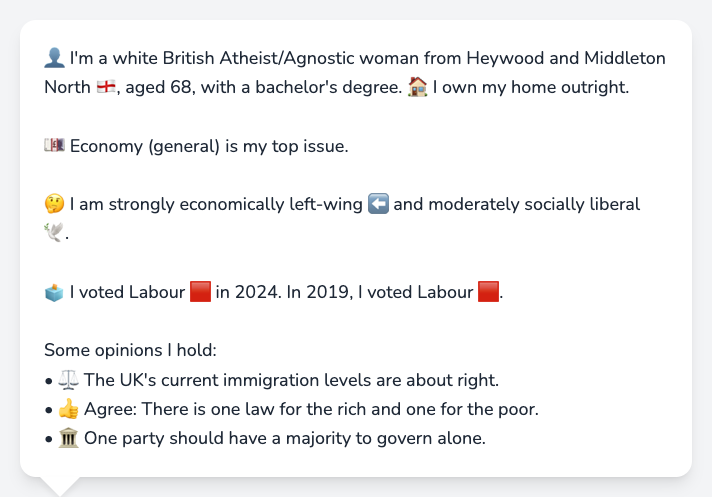 👤 I'm a white British Atheist/Agnostic woman from Heywood and Middleton
North 🏴󠁧󠁢󠁥󠁮󠁧󠁿, aged 68, with a bachelor's degree. 🏠 I own my home outright.
💷 Economy (general) is my top issue.
🤔 I am strongly economically left-wing ⬅️ and moderately socially liberal
🕊️.
🗳️ I voted Labour 🟥 in 2024. In 2019, I voted Labour 🟥.
Some opinions I hold:
• ⚖️ The UK's current immigration levels are about right.
• 👍 Agree: There is one law for the rich and one for the poor.
• 🏛️ One party should have a majority to govern alone.